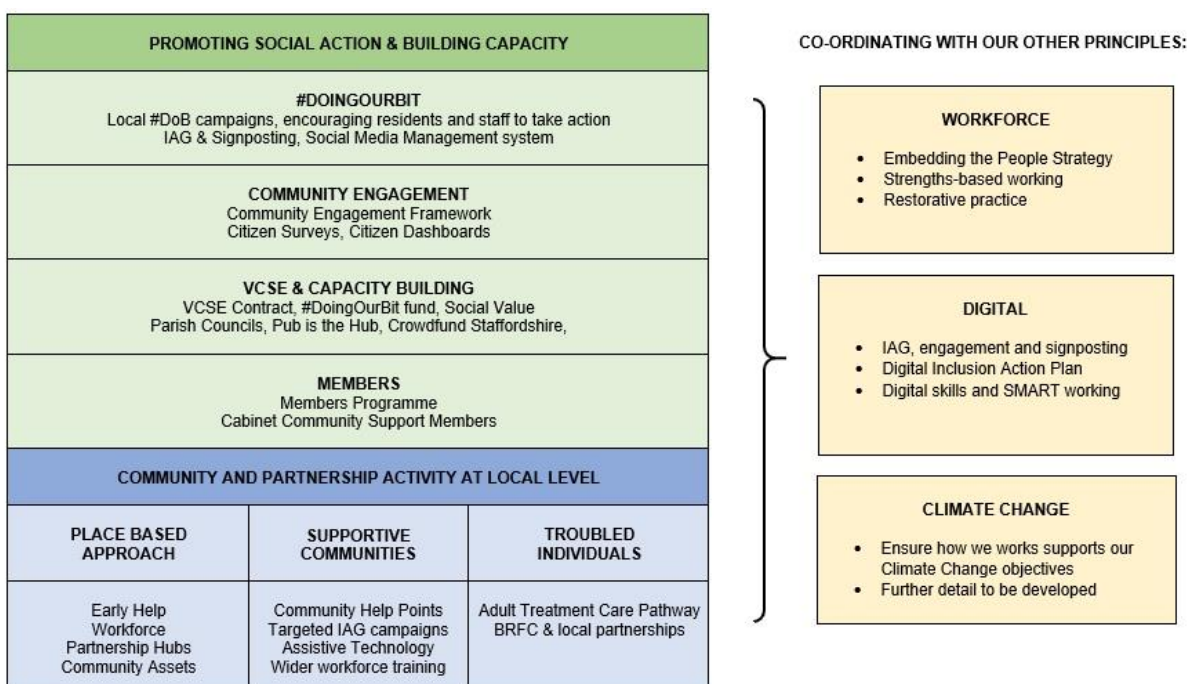 PROMOTING SOCIAL ACTION & BUILDING CAPACITY
#DOINGOURBIT
Local #DoB campaigns, encouraging residents and staff to take action
IAG & Signposting, Social Media Management system
COMMUNITY ENGAGEMENT
Community Engagement Framework
Citizen Surveys, Citizen Dashboards
VCSE & CAPACITY BUILDING
VCSE Contract, #DoingOurBit fund, Social Value
Parish Councils, Pub is the Hub, Crowdfund Staffordshire,
MEMBERS
Members Programme
Cabinet Community Support Members
COMMUNITY AND PARTNERSHIP ACTIVITY AT LOCAL LEVEL
PLACE BASED
APPROACH
Early Help
Workforce
Partnership Hubs
Community Assets
SUPPORTIVE
COMMUNITIES
Community Help Points
Targeted IAG campaigns
Assistive Technology
Wider workforce training
TROUBLED
INDIVIDUALS
Adult Treatment Care Pathway
BRFC & local partnerships
CO-ORDINATING WITH OUR OTHER PRINCIPLES:
WORKFORCE
• Embedding the People Strategy
• Strengths-based working
• Restorative practice
DIGITAL
• IAG, engagement and signposting
• Digital Inclusion Action Plan
• Digital skills and SMART working
CLIMATE CHANGE
• Ensure how we works supports our
Climate Change objectives
• Further detail to be developed